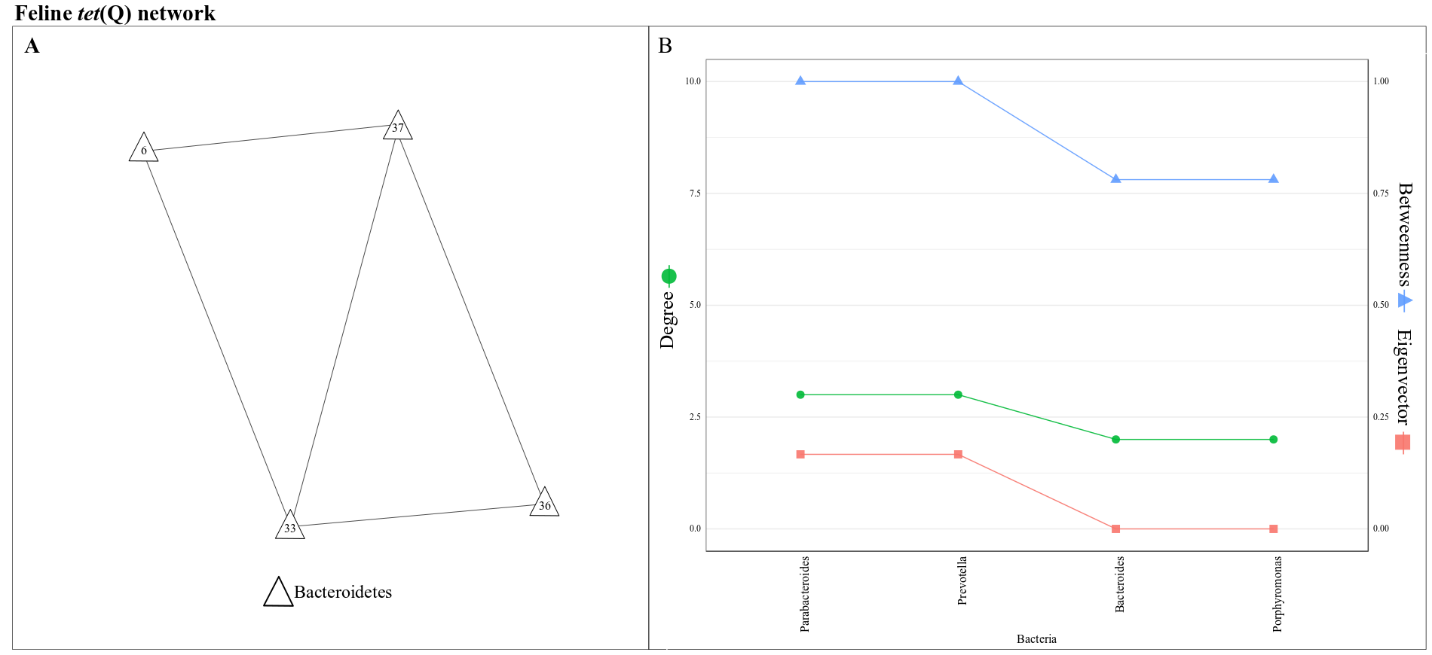 Feline tet(Q) network
A
37
6
36
33
Bacteroidetes
B
10.0
7.5
5.0
2.5
0.0
Degree
1.00
0.75
0.50
0.25
0.00
Betweenness
Eigenvector
Parabacteroides
Prevotella
Bacteroides
Porphyromonas
Bacteria